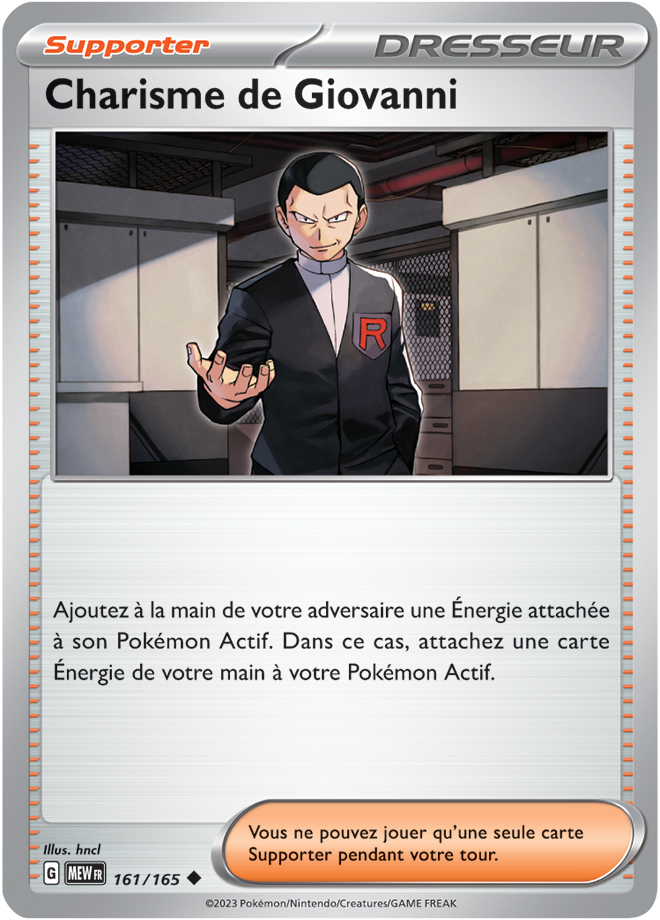 Supporter
DRESSEUR
Charisme de Giovanni
R
Ajoutez à la main de votre adversaire une Énergie attachée
à son Pokémon Actif. Dans ce cas, attachez une carte
Énergie de votre main à votre Pokémon Actif.
Vous ne pouvez jouer qu'une seule carte
Supporter pendant votre tour.
Illus. hncl
G MEW FR 161/165
©2023 Pokémon/Nintendo/Creatures/GAME FREAK